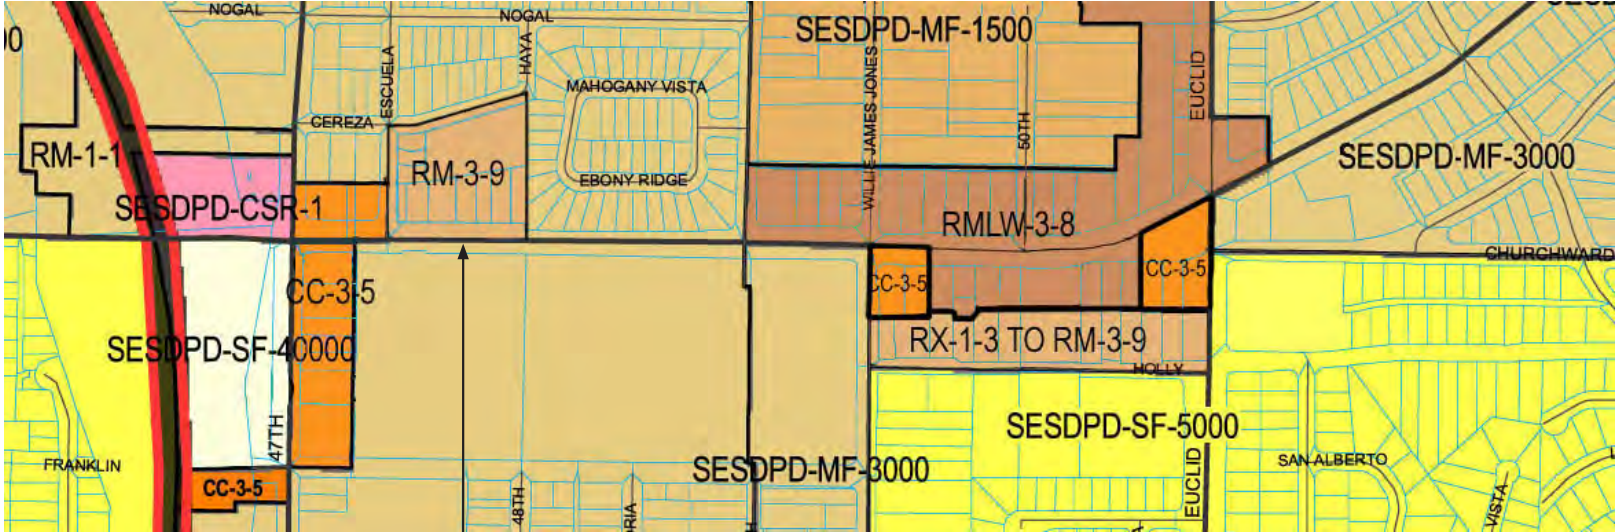 NOGAL
NOGAL
SESDPD-MF-1500
00
ESCUELA
HAYA
WILLIE JAMES JONES
EUCLID
MAHOGANY VISTA
CEREZA
50TH
RM-1-1
RM-3-9
SESDPD-MF-3000
EBONY RIDGE
SESDPD-CSR-1
RMLW-3-8
CHURCHWARD
CC-3-5
CC-3-5
CC-3-5
SESDPD-SF-40000
RX-1-3 TO RM-3-9
HOLLY
47TH
SESDPD-SF-5000
FRANKLIN
SESDPD-MF-3000
EUCLID
SAN ALBERTO
CC-3-5
48TH
RIA
VISTA